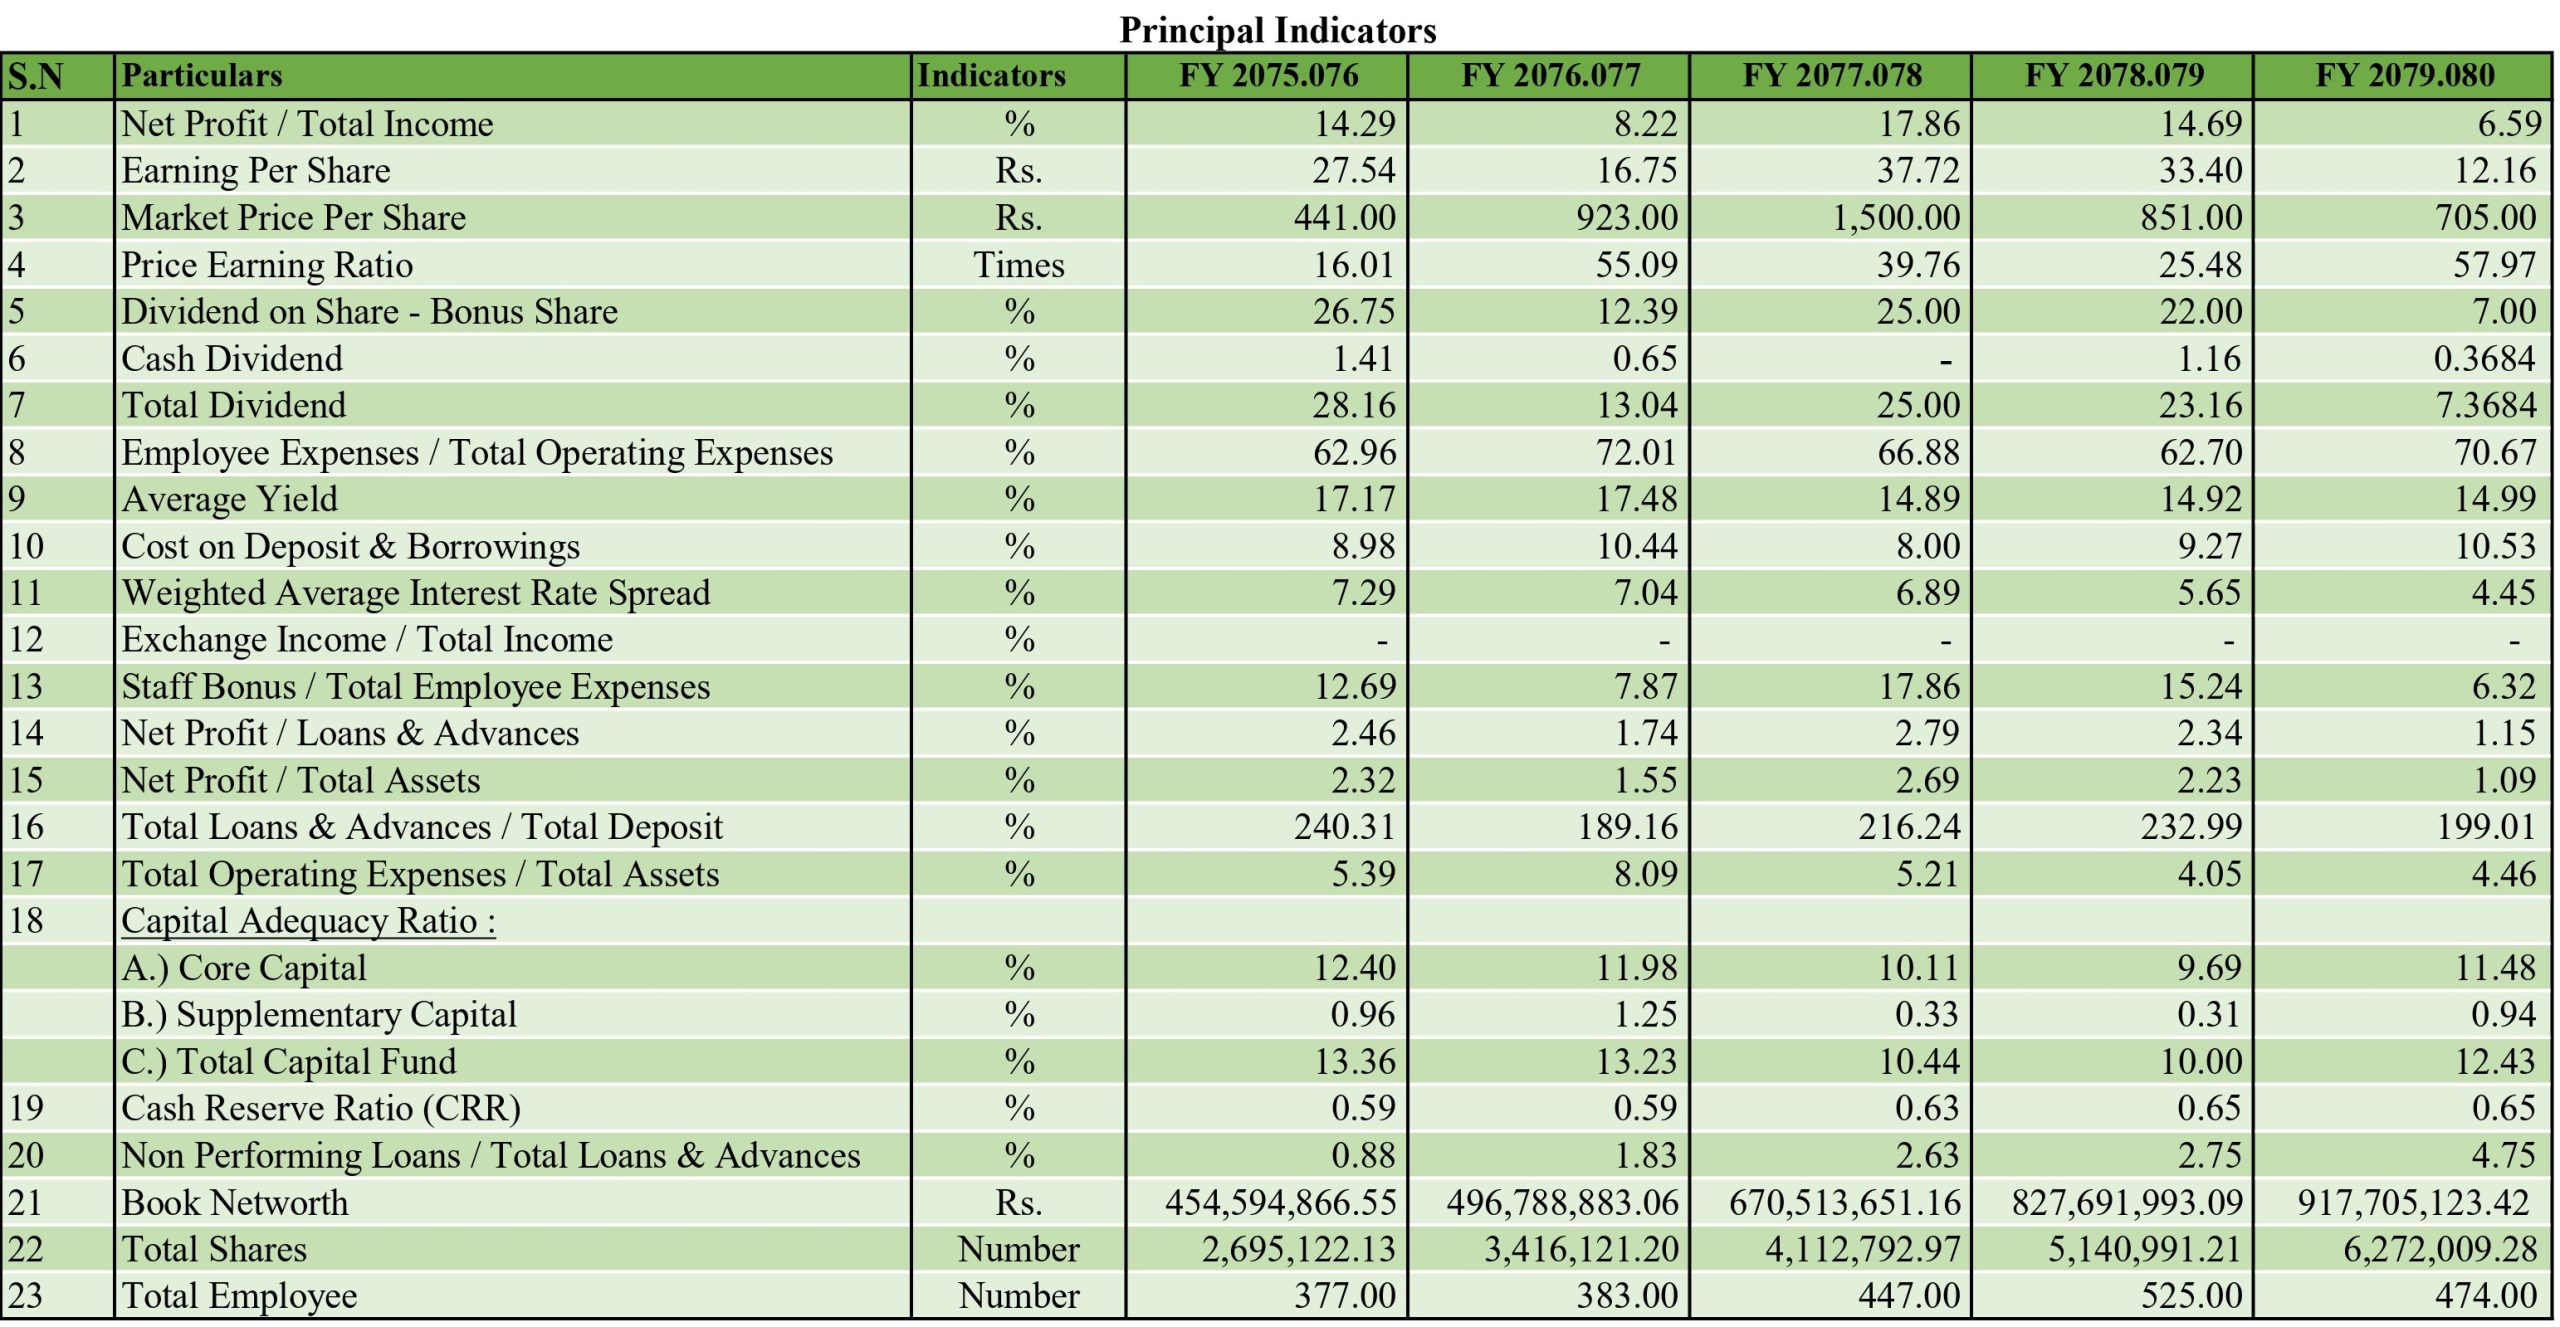 Principal Indicators
S.N Particulars Indicators FY 2075.076 FY 2076.077 FY 2077.078 FY 2078.079 FY 2079.080
1 Net Profit / Total Income % 14.29 8.22 17.86 14.69 6.59
2 Earning Per Share Rs. 27.54 16.75 37.72 33.40 12.16
3 Market Price Per Share Rs. 441.00 923.00 1,500.00 851.00 705.00
4 Price Earning Ratio Times 16.01 55.09 39.76 25.48 57.97
5 Dividend on Share - Bonus Share % 26.75 12.39 25.00 22.00 7.00
6 Cash Dividend % 1.41 0.65 - 1.16 0.3684
7 Total Dividend % 28.16 13.04 25.00 23.16 7.3684
8 Employee Expenses / Total Operating Expenses % 62.96 72.01 66.88 62.70 70.67
9 Average Yield % 17.17 17.48 14.89 14.92 14.99
10 Cost on Deposit & Borrowings % 8.98 10.44 8.00 9.27 10.53
11 Weighted Average Interest Rate Spread % 7.29 7.04 6.89 5.65 4.45
12 Exchange Income / Total Income % - - - - -
13 Staff Bonus / Total Employee Expenses % 12.69 7.87 17.86 15.24 6.32
14 Net Profit / Loans & Advances % 2.46 1.74 2.79 2.34 1.15
15 Net Profit / Total Assets % 2.32 1.55 2.69 2.23 1.09
16 Total Loans & Advances / Total Deposit % 240.31 189.16 216.24 232.99 199.01
17 Total Operating Expenses / Total Assets % 5.39 8.09 5.21 4.05 4.46
18 Capital Adequacy Ratio :
A.) Core Capital % 12.40 11.98 10.11 9.69 11.48
B.) Supplementary Capital % 0.96 1.25 0.33 0.31 0.94
C.) Total Capital Fund % 13.36 13.23 10.44 10.00 12.43
19 Cash Reserve Ratio (CRR) % 0.59 0.59 0.63 0.65 0.65
20 Non Performing Loans / Total Loans & Advances % 0.88 1.83 2.63 2.75 4.75
21 Book Networth Rs. 454,594,866.55 496,788,883.06 670,513,651.16 827,691,993.09 917,705,123.42
22 Total Shares Number 2,695,122.13 3,416,121.20 4,112,792.97 5,140,991.21 6,272,009.28
23 Total Employee Number 377.00 383.00 447.00 525.00 474.00